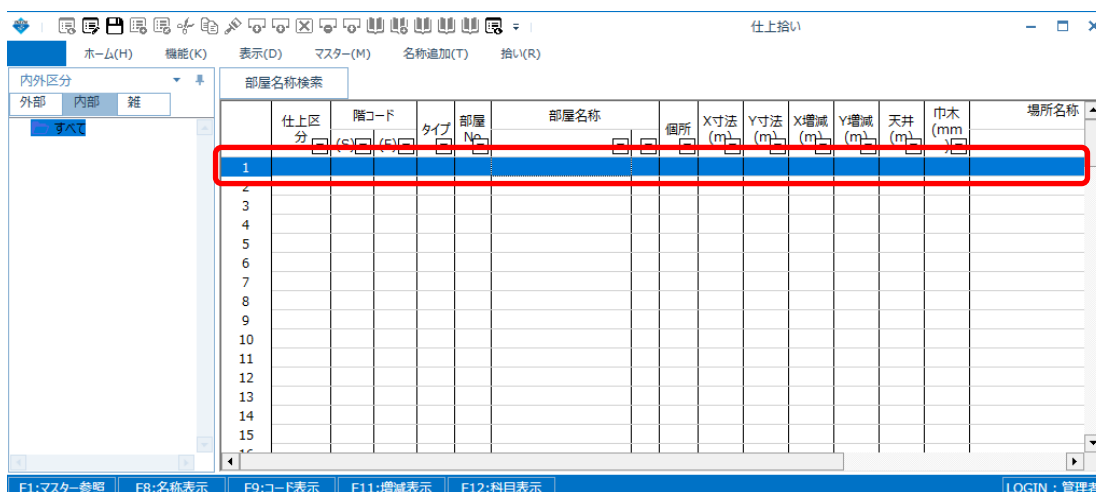 仕上拾い
ホーム(H) 機能(K) 表示(D) マスター(M) 名称追加(T) 拾い(R)
内外区分
部屋名称検索
外部 内部 雑
すべて
仕上区分 階コード (S) (F) タイプ 部屋No 部屋名称 個所 X寸法(m) Y寸法(m) X増減(m) Y増減(m) 天井(m) 巾木(mm) 場所名称
1
2
3
4
5
6
7
8
9
10
11
12
13
14
15
16
F1:マスター参照 F8:名称表示 F9:コード表示 F11:増減表示 F12:科目表示 LOGIN：管理者